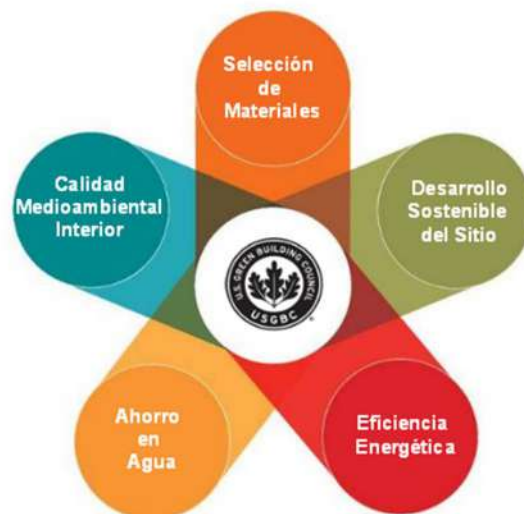 Selección
de
Materiales
Calidad
Medioambiental
Interior
Desarrollo
Sostenible
del Sitio
U.S. GREEN BUILDING COUNCIL
USGBC
®
Ahorro
en
Agua
Eficiencia
Energética